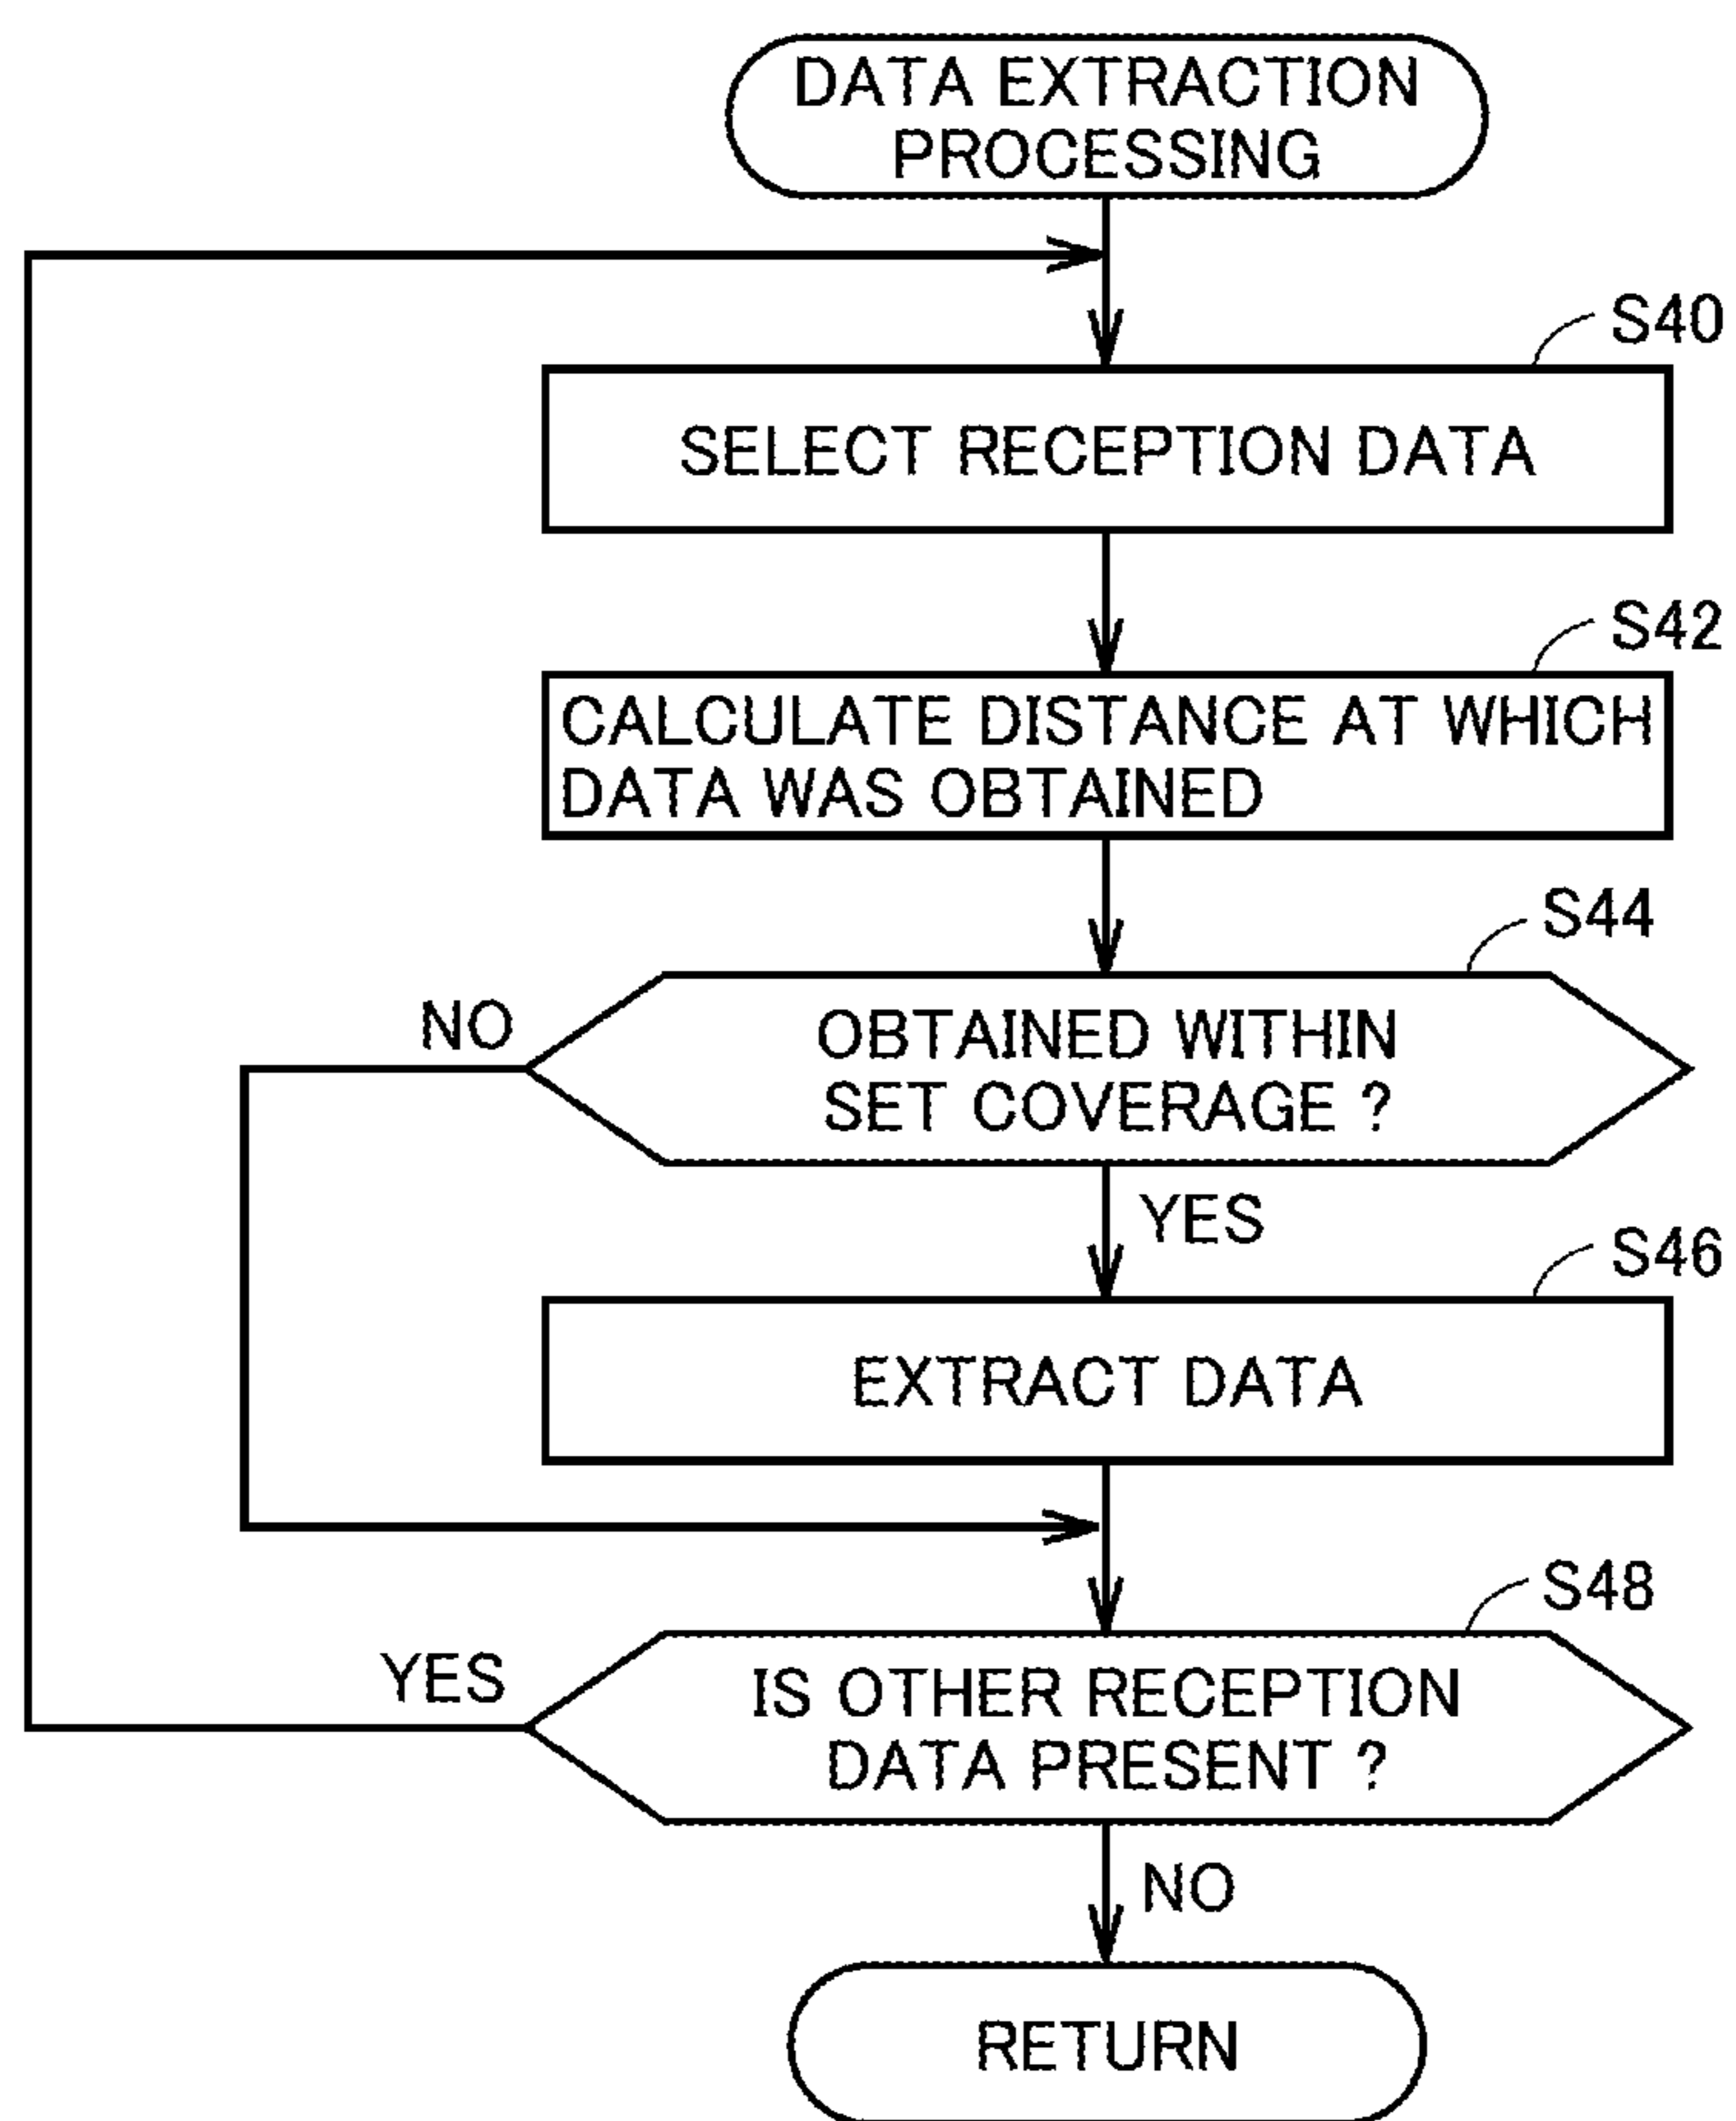 DATA EXTRACTION
PROCESSING
S40
SELECT RECEPTION DATA
S42
CALCULATE DISTANCE AT WHICH
DATA WAS OBTAINED
S44
NO
OBTAINED WITHIN
SET COVERAGE ?
YES
S46
EXTRACT DATA
S48
YES
IS OTHER RECEPTION
DATA PRESENT ?
NO
RETURN